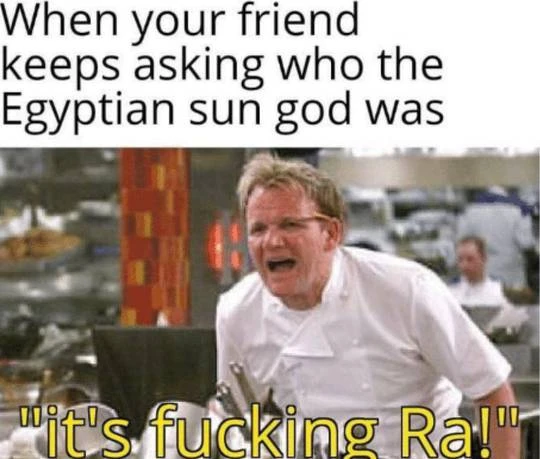 When your friend
keeps asking who the
Egyptian sun god was
"it's fucking Ra!"